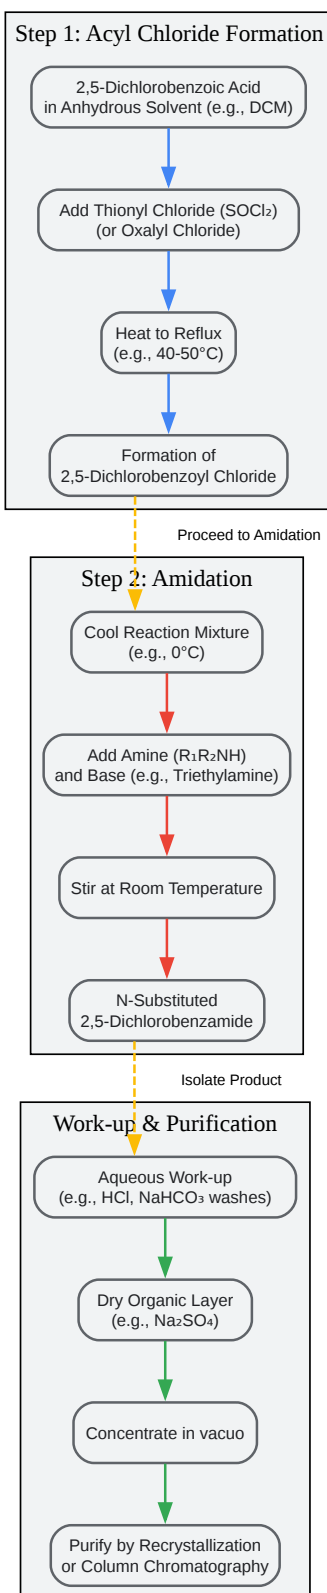 Step 1: Acyl Chloride Formation
2,5-Dichlorobenzoic Acid
in Anhydrous Solvent (e.g., DCM)
Add Thionyl Chloride (SOCl₂)
(or Oxalyl Chloride)
Heat to Reflux
(e.g., 40-50°C)
Formation of
2,5-Dichlorobenzoyl Chloride
Proceed to Amidation
Step 2: Amidation
Cool Reaction Mixture
(e.g., 0°C)
Add Amine (R₁R₂NH)
and Base (e.g., Triethylamine)
Stir at Room Temperature
N-Substituted
2,5-Dichlorobenzamide
Isolate Product
Work-up & Purification
Aqueous Work-up
(e.g., HCl, NaHCO₃ washes)
Dry Organic Layer
(e.g., Na₂SO₄)
Concentrate in vacuo
Purify by Recrystallization
or Column Chromatography